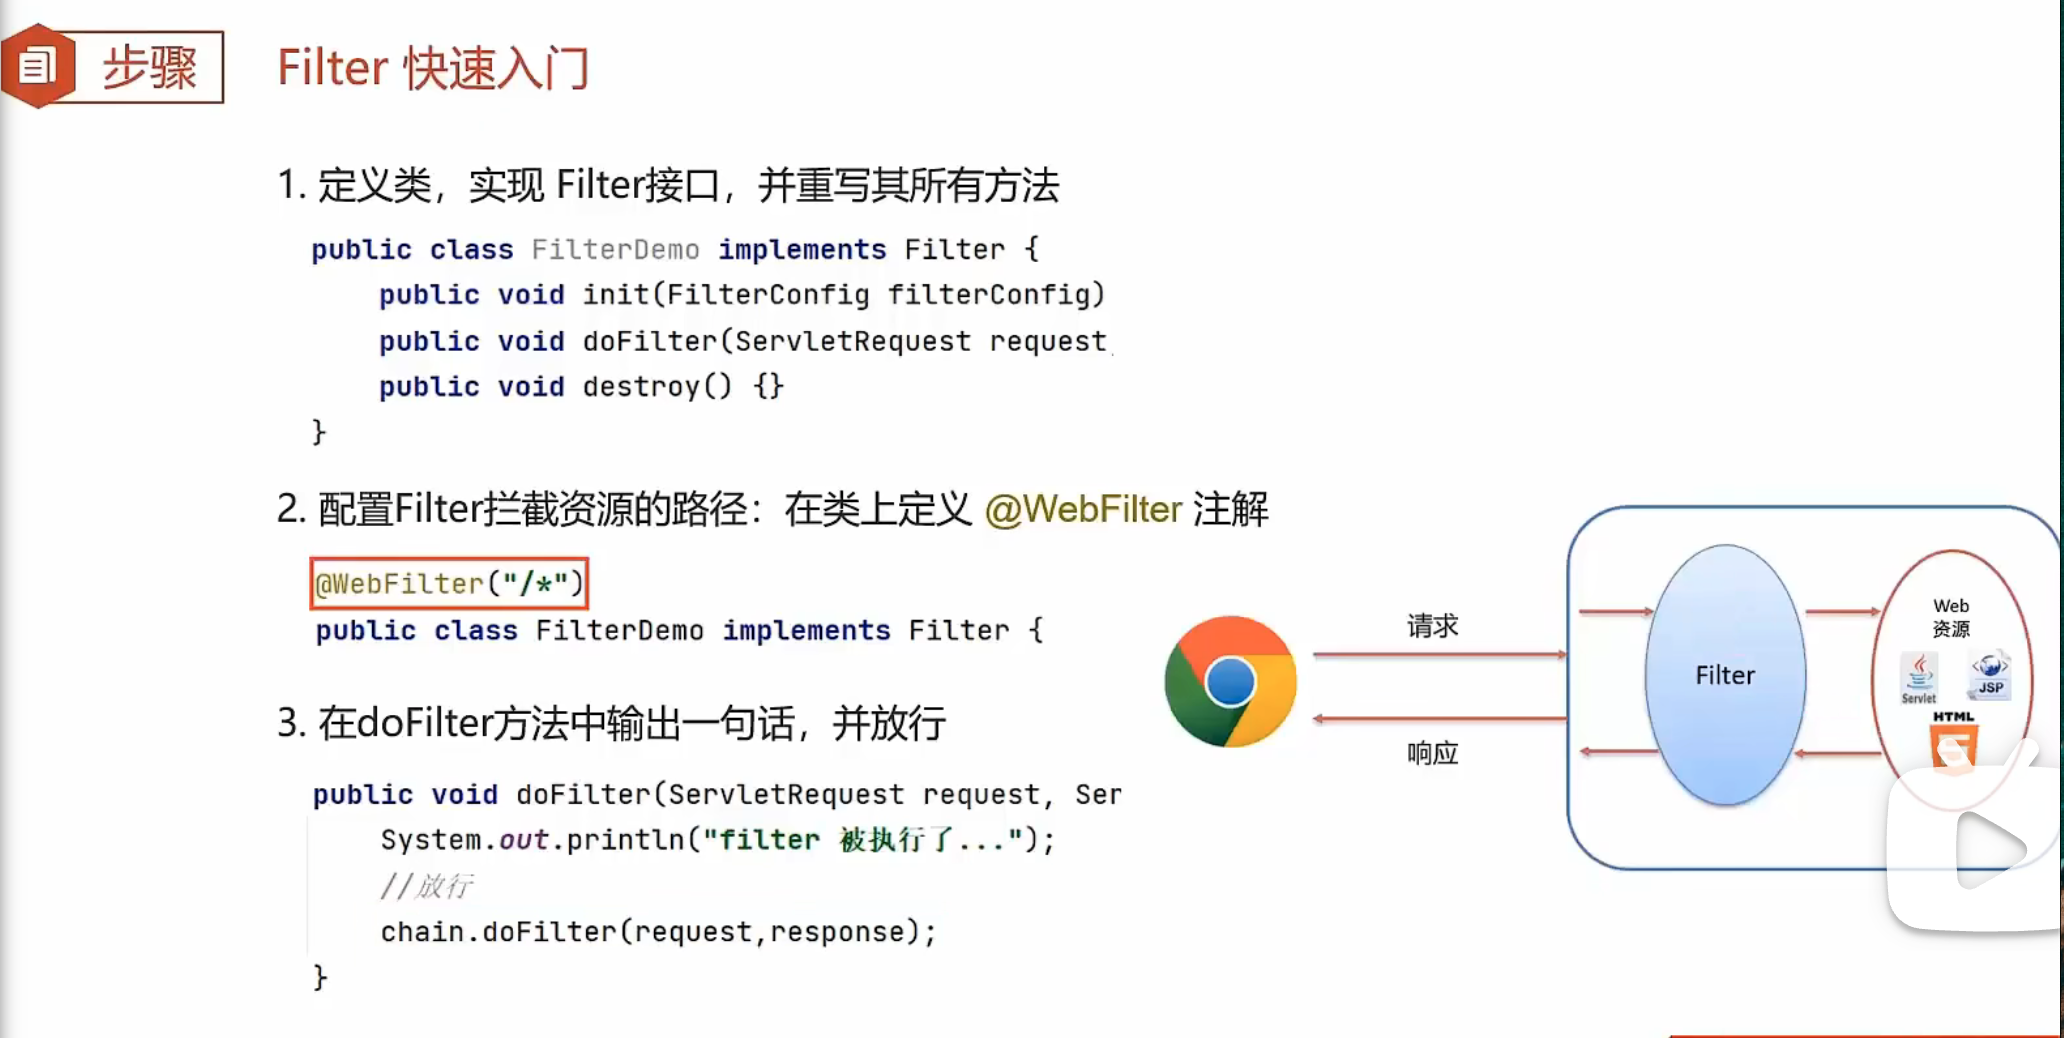 步骤
Filter 快速入门
1. 定义类，实现 Filter接口，并重写其所有方法
public class FilterDemo implements Filter {
public void init(FilterConfig filterConfig)
public void doFilter(ServletRequest request,
public void destroy() {}
}
2. 配置Filter拦截资源的路径：在类上定义 @WebFilter 注解
@WebFilter("/*")
public class FilterDemo implements Filter {
3. 在doFilter方法中输出一句话，并放行
public void doFilter(ServletRequest request, Ser
System.out.println("filter 被执行了...");
//放行
chain.doFilter(request,response);
}
请求
响应
Filter
Web
资源
Servlet
JSP
HTML